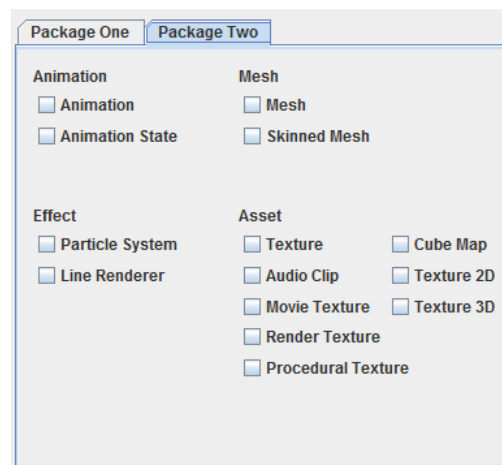 Package One Package Two
Animation Mesh
Animation Mesh
Animation State Skinned Mesh
Effect Asset
Particle System Texture Cube Map
Line Renderer Audio Clip Texture 2D
Movie Texture Texture 3D
Render Texture
Procedural Texture